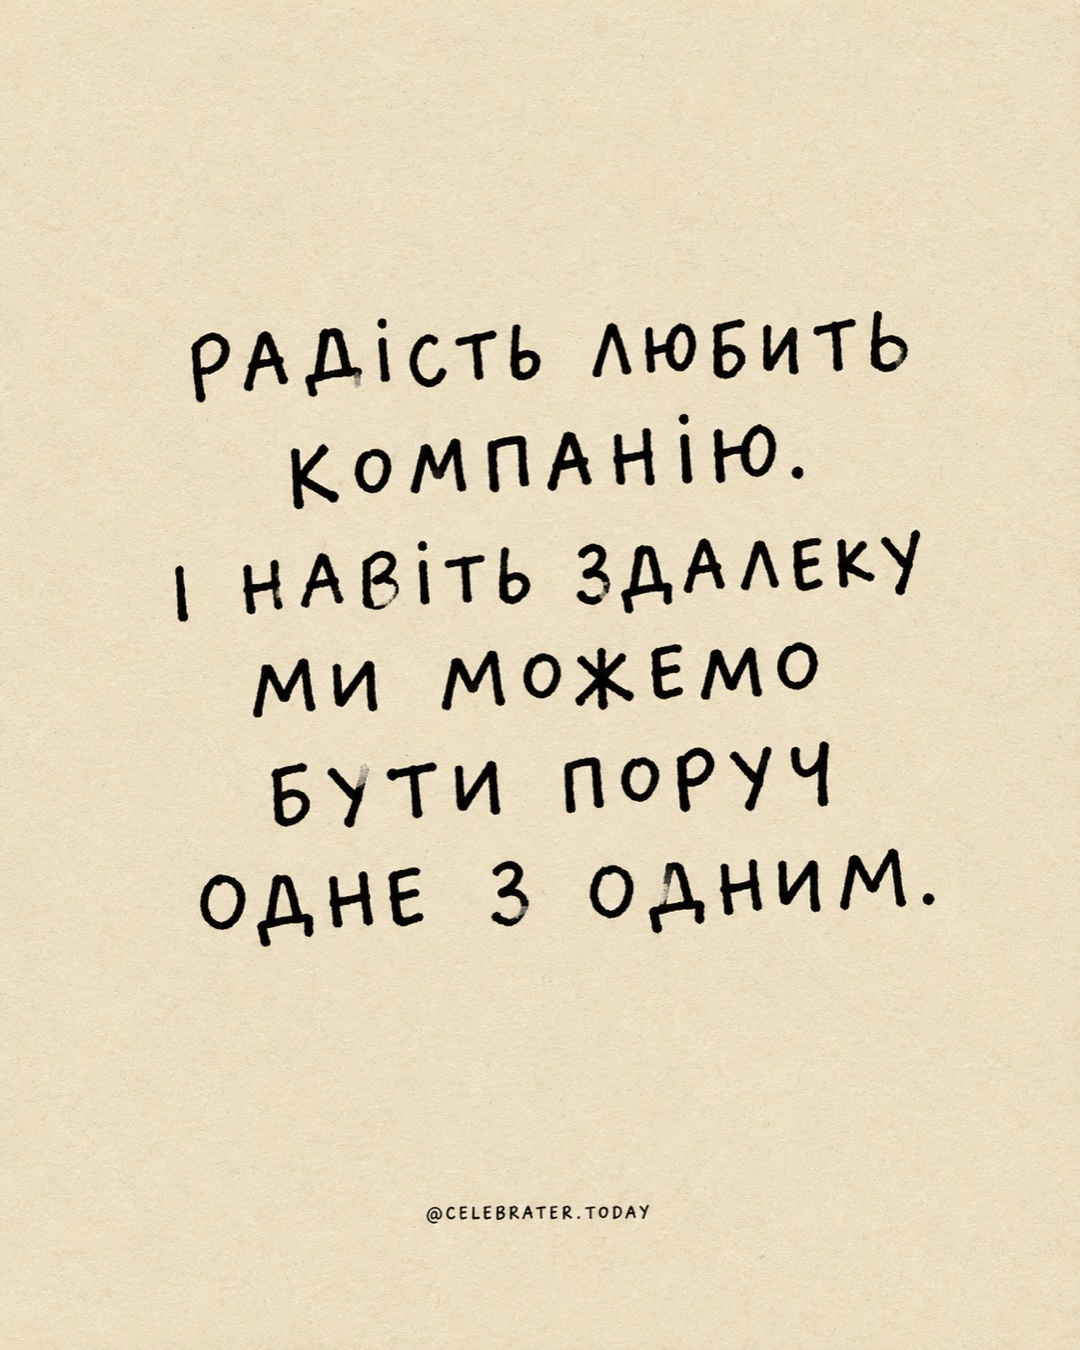 РАДІСТЬ ЛЮБИТЬ
КОМПАНІЮ.
І НАВІТЬ ЗДАЛЕКУ
МИ МОЖЕМО
БУТИ ПОРУЧ
ОДНЕ З ОДНИМ.
@CELEBRATER.TODAY